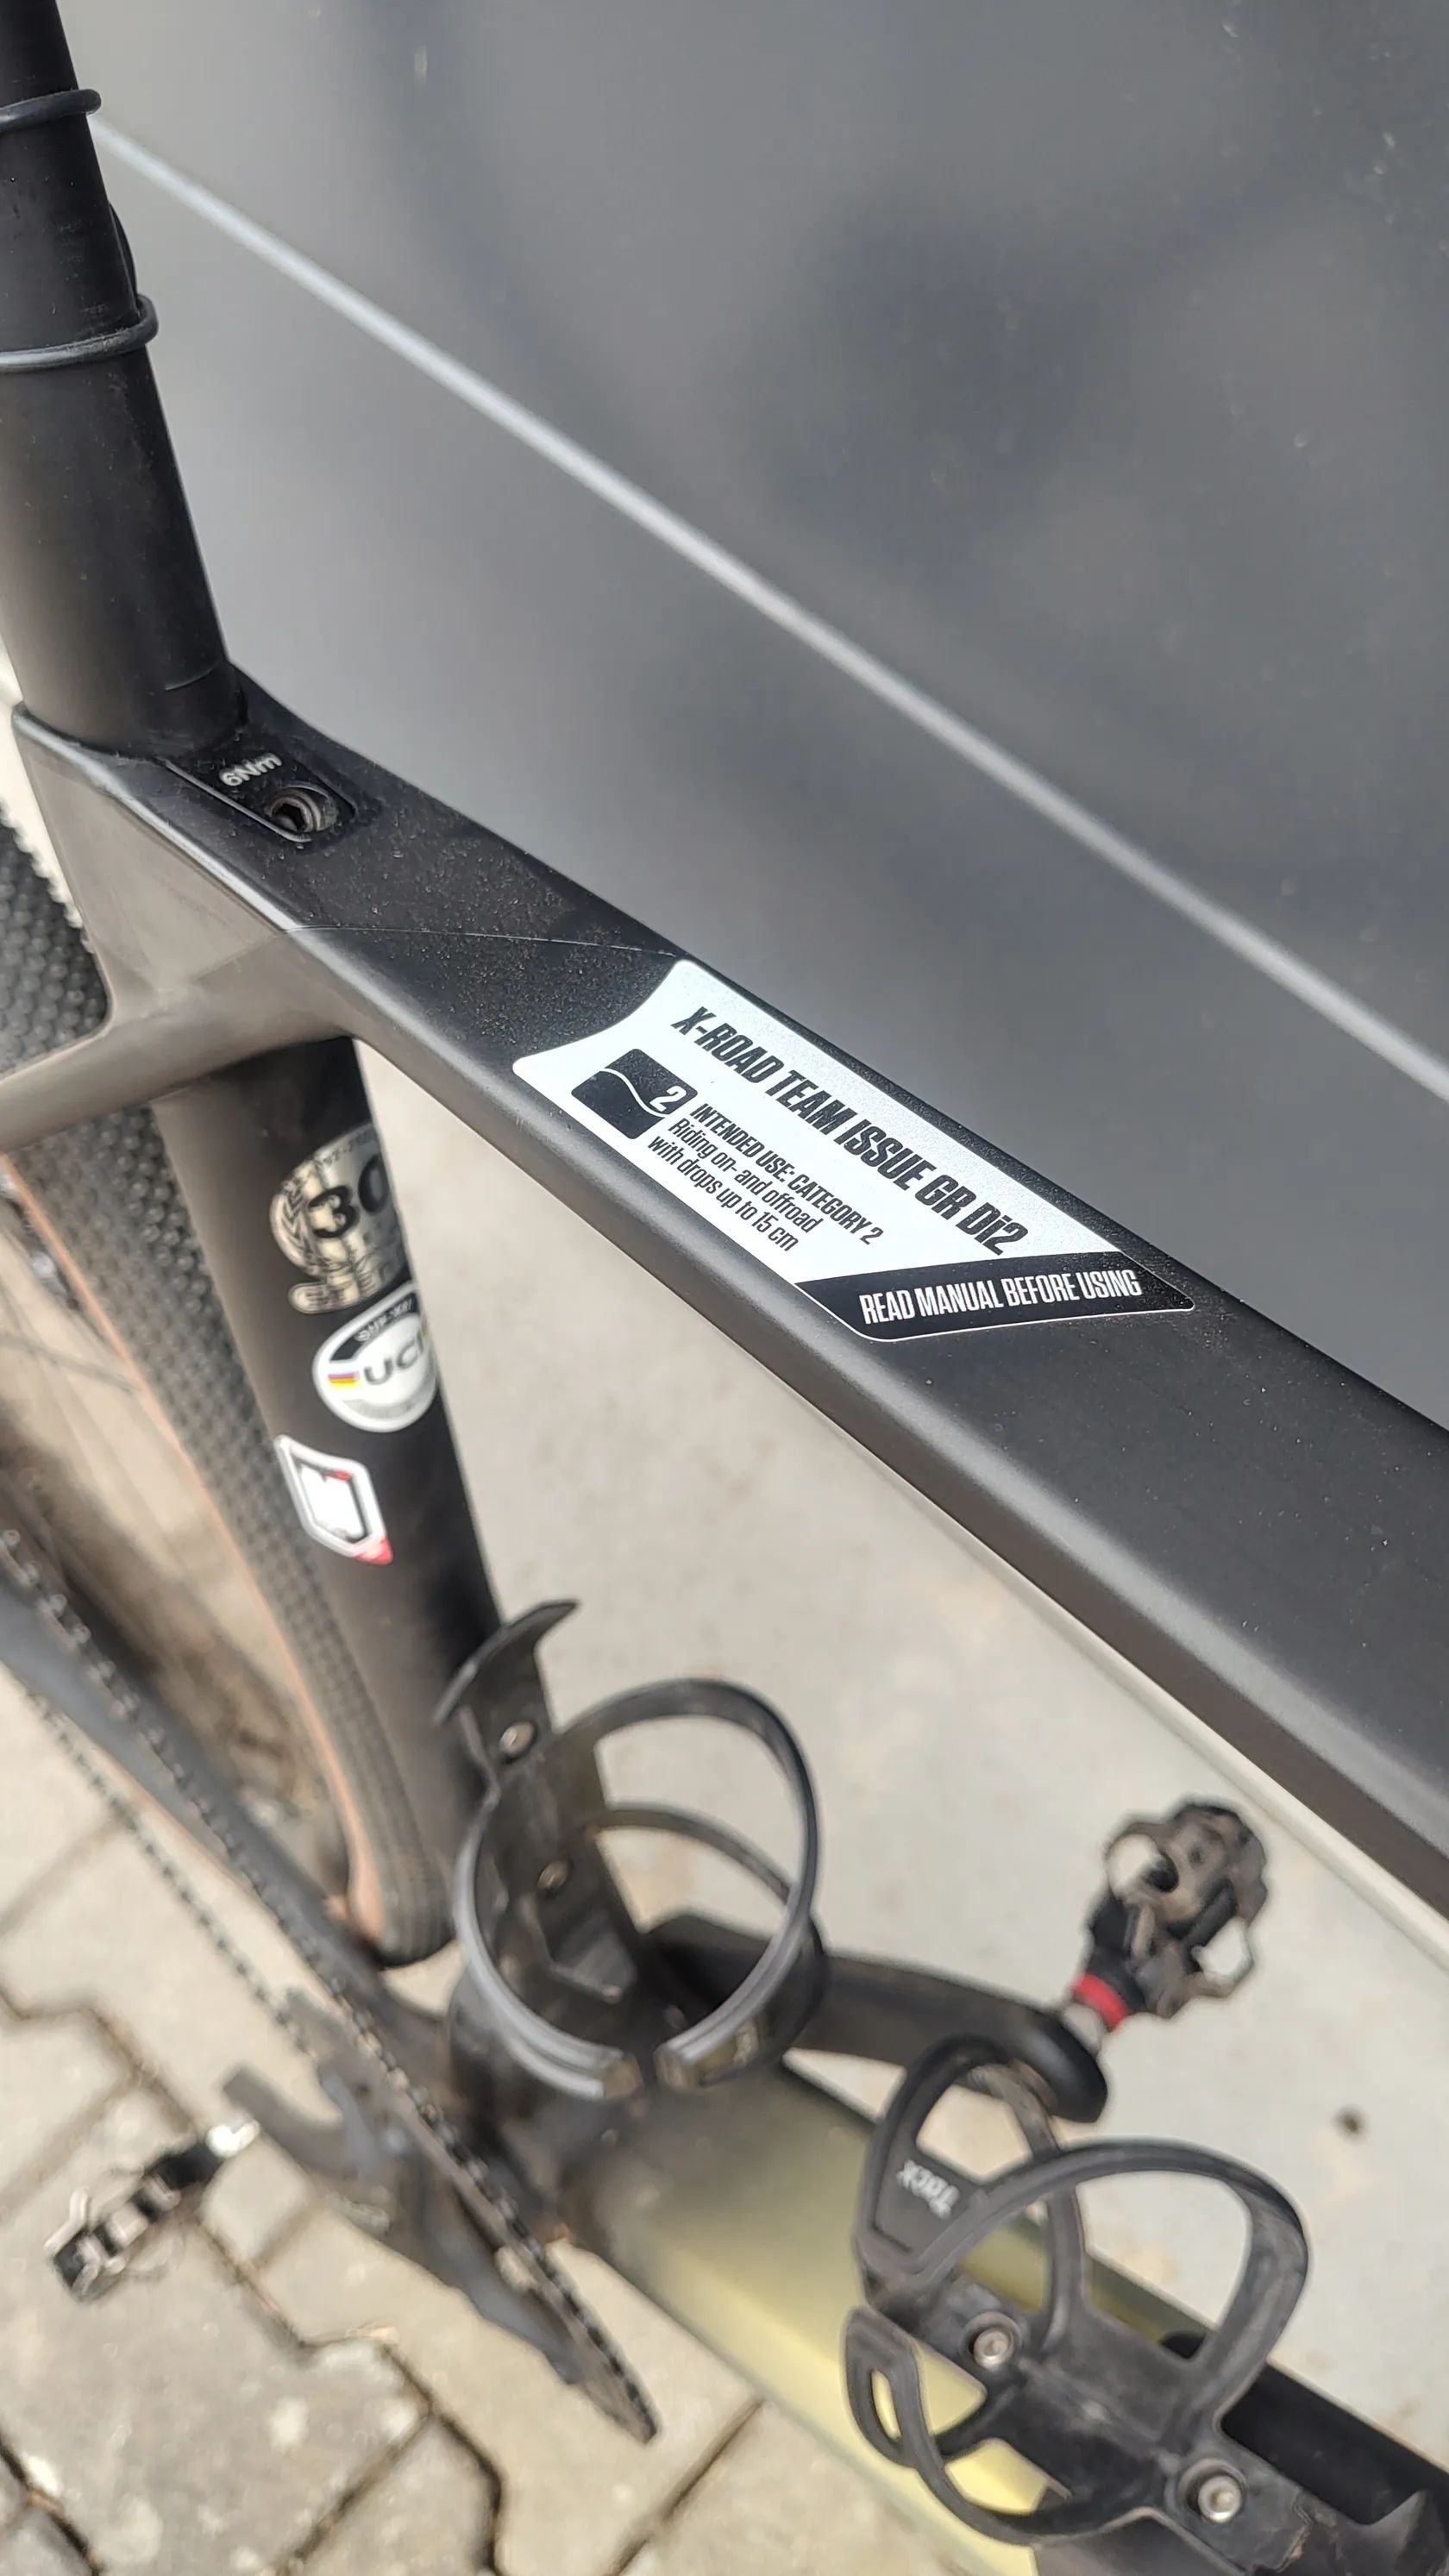 6Nm
X-ROAD TEAM ISSUE GR Di2
2
INTENDED USE: CATEGORY 2
Riding on- and offroad
with drops up to 15 cm
READ MANUAL BEFORE USING
30
UCI
Tacx